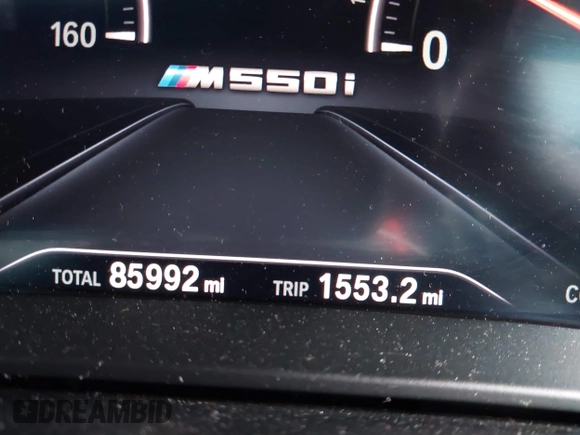 160
0
M550i
TOTAL 85992 mi TRIP 1553.2 mi
DREAMBID